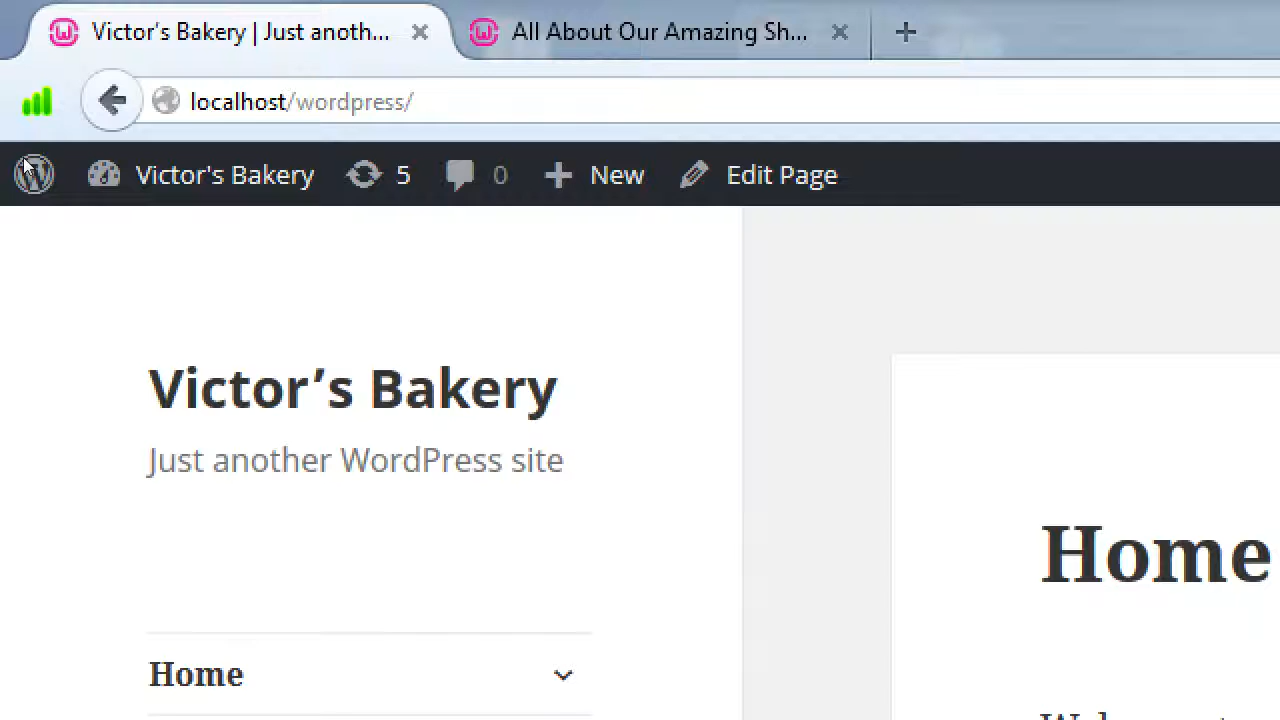 Victor's Bakery | Just anoth... All About Our Amazing Sh...
localhost/wordpress/
Victor's Bakery 5 0 New Edit Page
Victor’s Bakery
Just another WordPress site
Home
Home